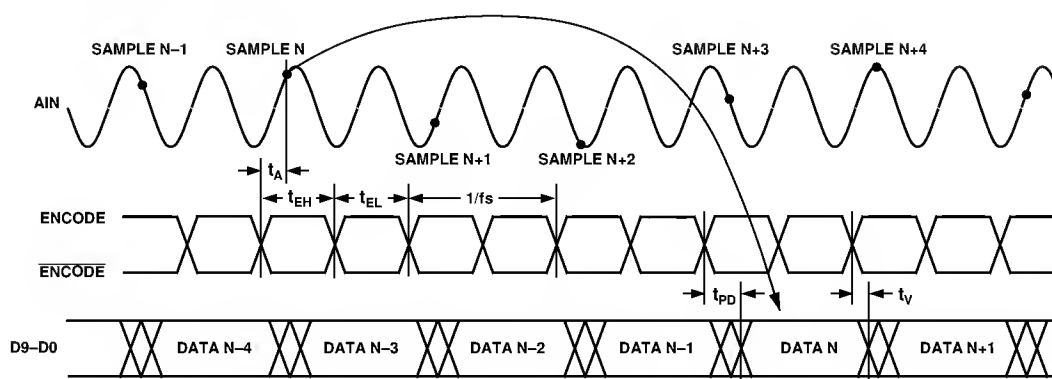 SAMPLE N–1
SAMPLE N
SAMPLE N+3
SAMPLE N+4
AIN
SAMPLE N+1
SAMPLE N+2
tA
tEH
tEL
1/fs
ENCODE
ENCODE
tPD
tV
D9–D0
DATA N–4
DATA N–3
DATA N–2
DATA N–1
DATA N
DATA N+1